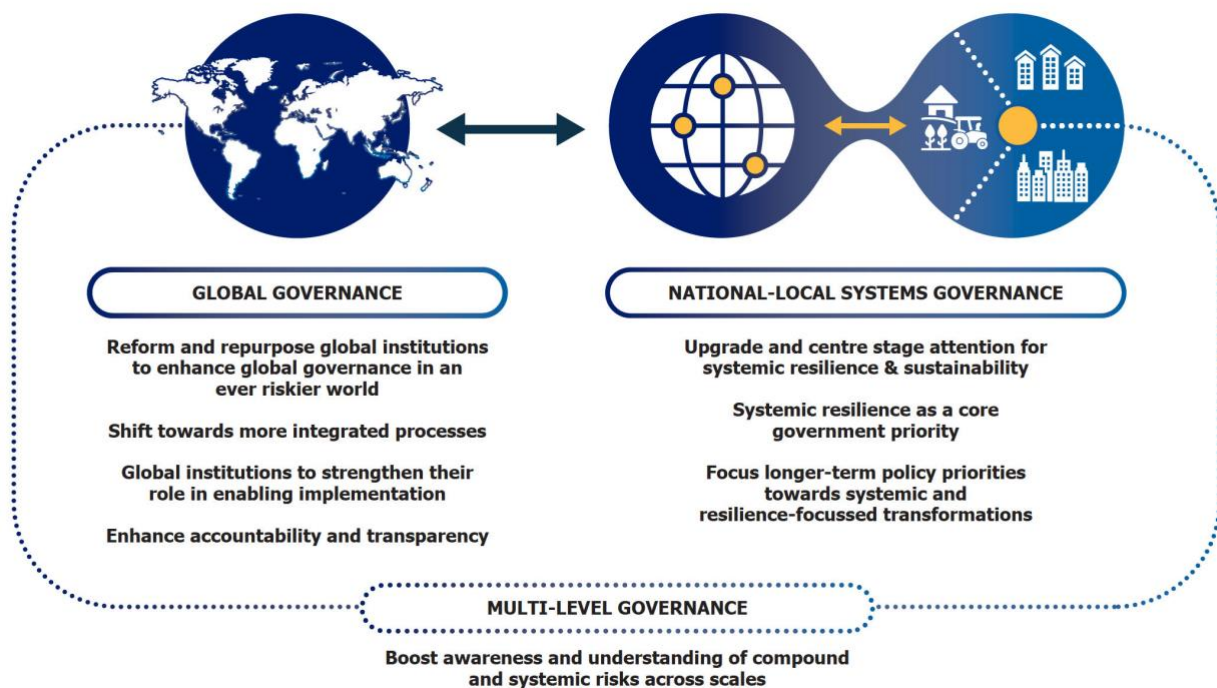 GLOBAL GOVERNANCE
Reform and repurpose global institutions
to enhance global governance in an
ever riskier world
Shift towards more integrated processes
Global institutions to strengthen their
role in enabling implementation
Enhance accountability and transparency
NATIONAL-LOCAL SYSTEMS GOVERNANCE
Upgrade and centre stage attention for
systemic resilience & sustainability
Systemic resilience as a core
government priority
Focus longer-term policy priorities
towards systemic and
resilience-focussed transformations
MULTI-LEVEL GOVERNANCE
Boost awareness and understanding of compound
and systemic risks across scales